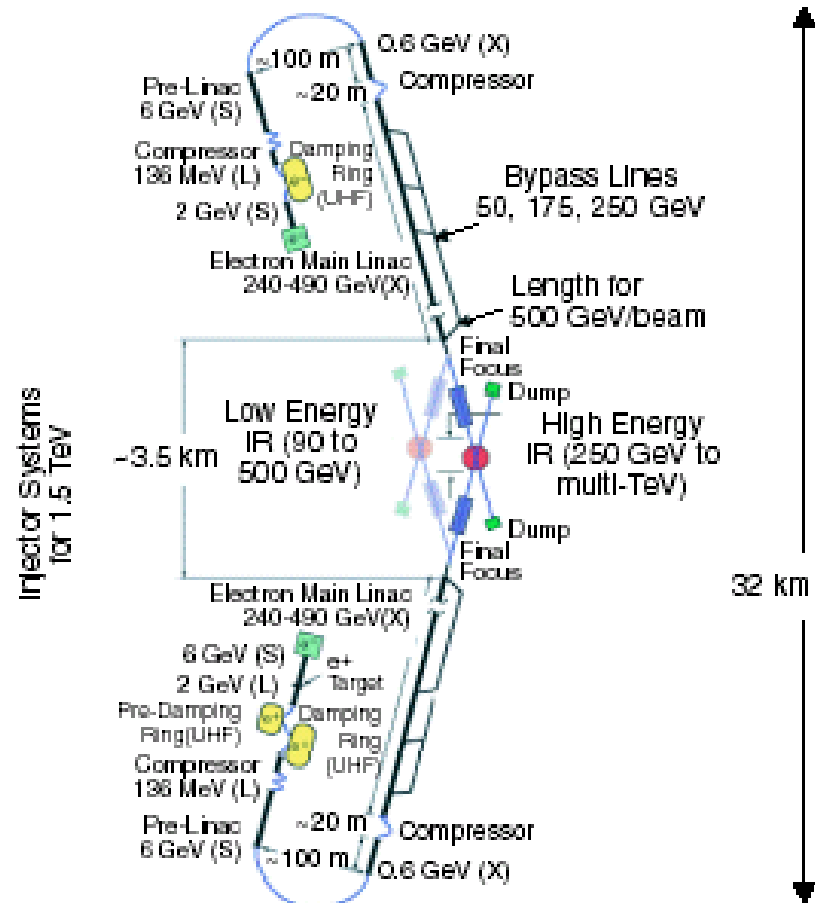 0.6 GeV (X)
~100 m
Compressor
~20 m
Pre-Linac
6 GeV (S)
Compressor
136 MeV (L)
Damping
Ring
(UHF)
2 GeV (S)
Bypass Lines
50, 175, 250 GeV
Electron Main Linac
240-490 GeV(X)
Length for
500 GeV/beam
Final
Focus
Dump
Low Energy
IR (90 to
500 GeV)
High Energy
IR (250 GeV to
multi-TeV)
~3.5 km
Injector Systems
for 1.5 TeV
Dump
Final
Focus
32 km
Electron Main Linac
240-490 GeV(X)
6 GeV (S)
e+
Target
2 GeV (L)
Pre-Damping
Ring(UHF)
e+
Damping
Ring
(UHF)
Compressor
136 MeV (L)
~20 m
Pre-Linac
6 GeV (S)
Compressor
~100 m
0.6 GeV (X)